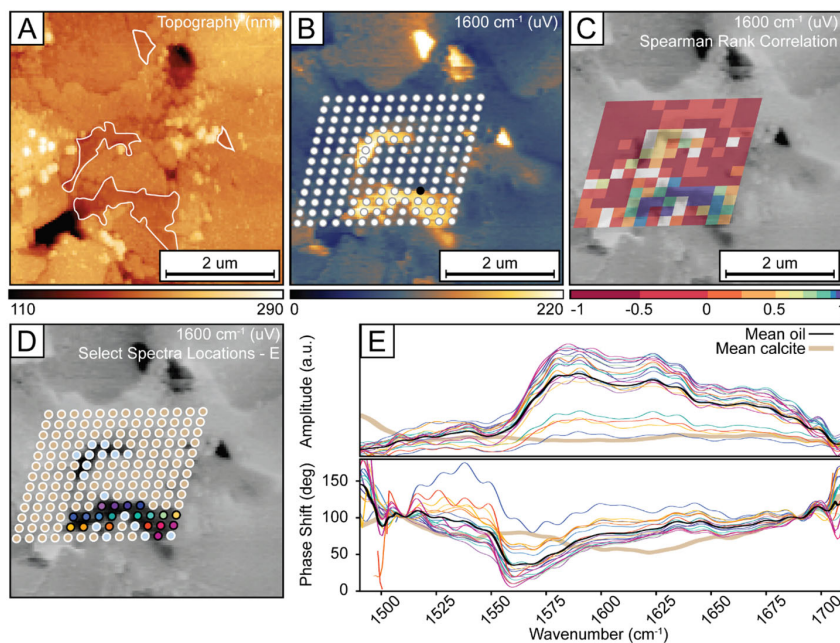 A
Topography (nm)
2 um
110
290
B
1600 cm⁻¹ (uV)
2 um
0
220
C
1600 cm⁻¹ (uV)
Spearman Rank Correlation
2 um
-1
-0.5
0
0.5
D
1600 cm⁻¹ (uV)
Select Spectra Locations - E
E
Mean oil
Mean calcite
Amplitude (a.u.)
Phase Shift (deg)
150
100
50
0
1500
1525
1550
1575
1600
1625
1650
1675
1700
Wavenumber (cm⁻¹)